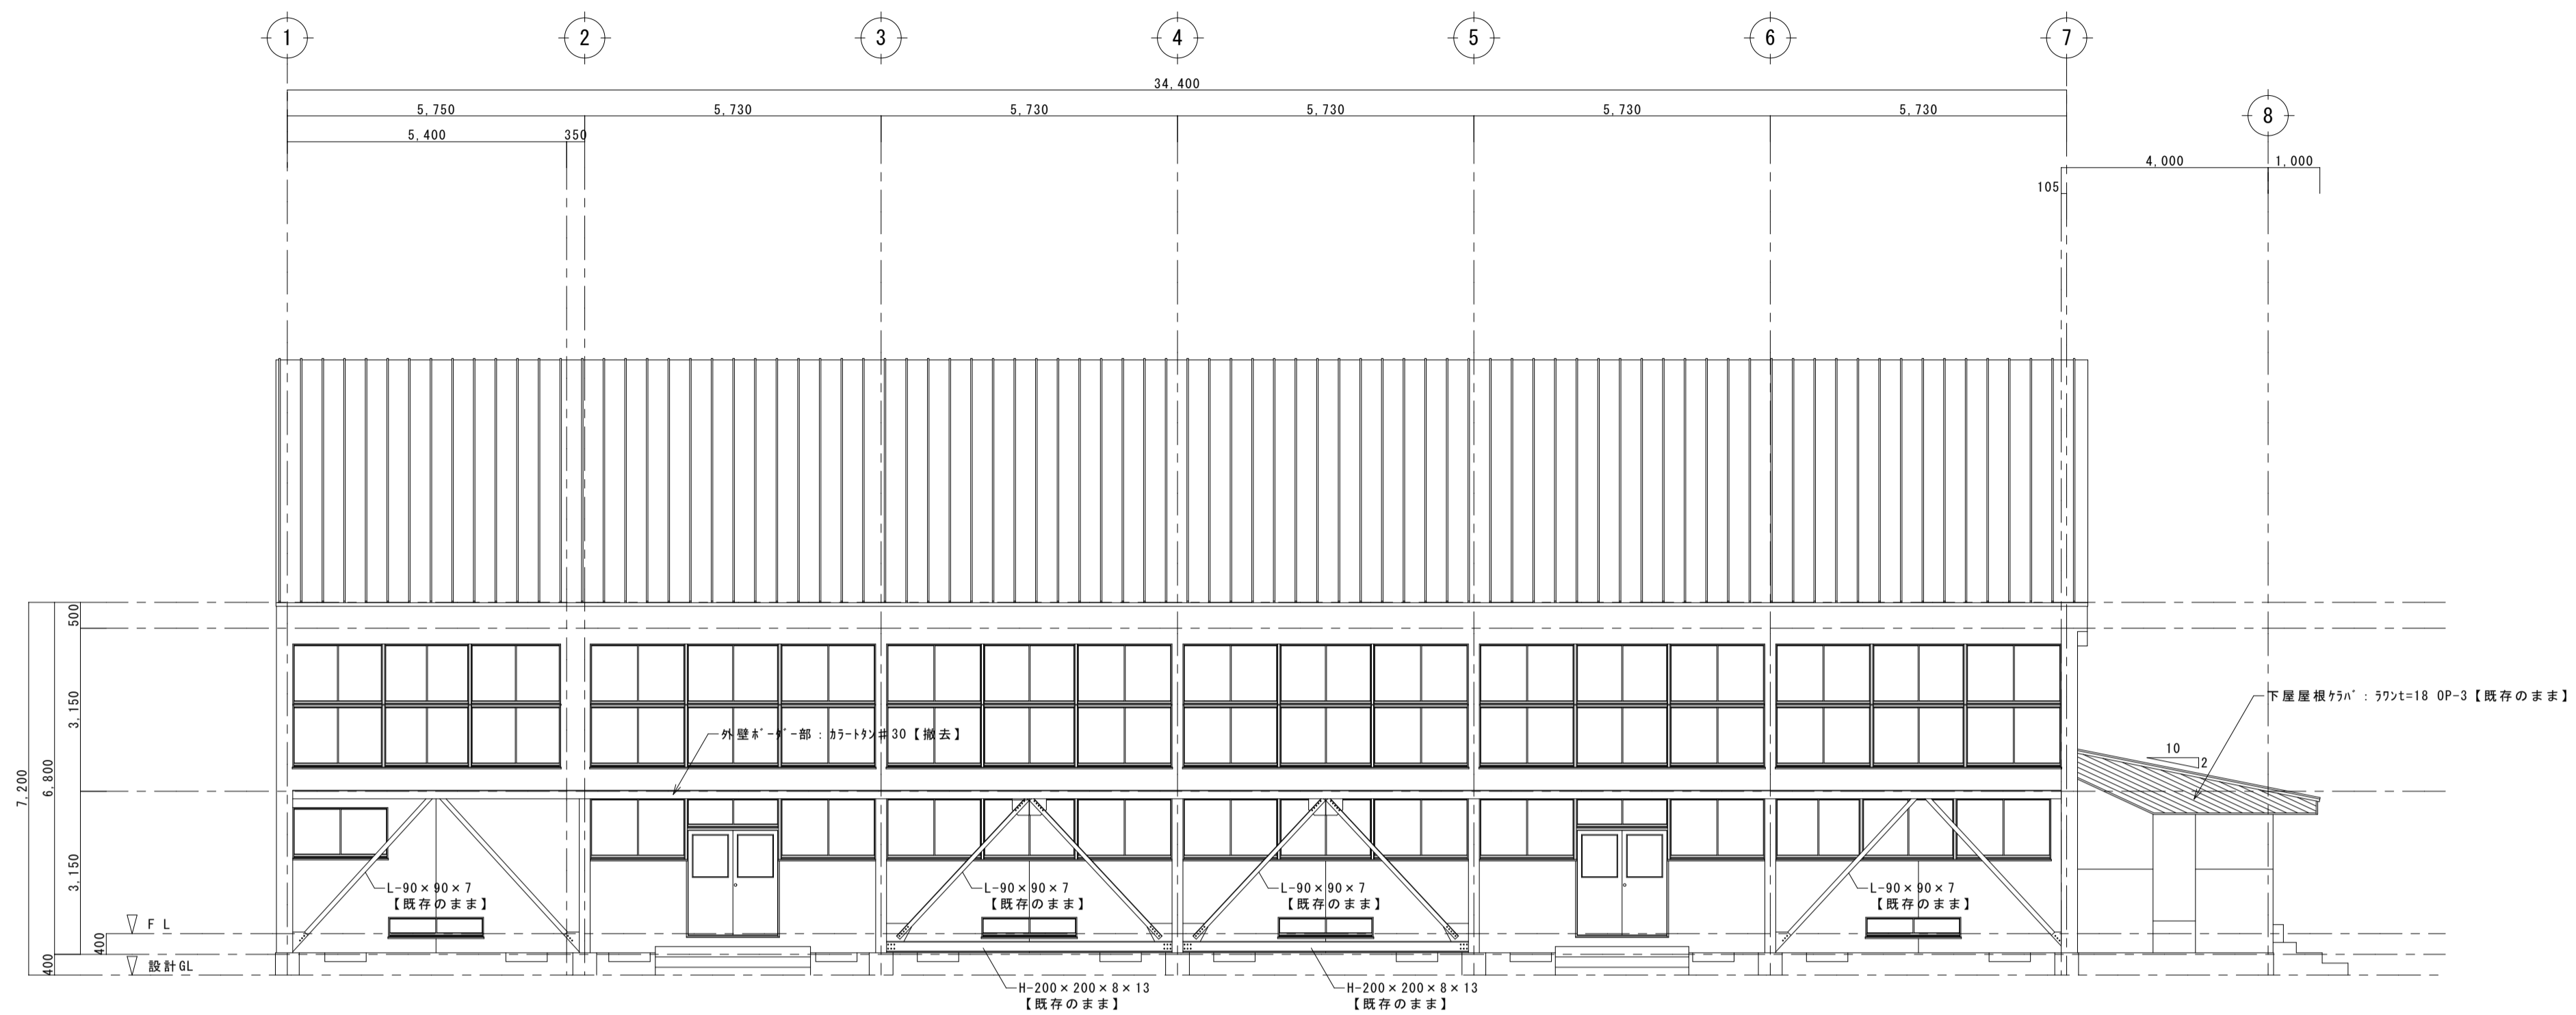 1
2
3
4
5
6
7
34,400
5,750
5,730
5,730
5,730
5,730
5,730
8
5,400
350
4,000
1,000
105
500
3,150
下屋屋根ｹﾗﾊﾞ：ﾗﾜﾝt=18 OP-3【既存のまま】
外壁ﾎﾞｰﾀﾞｰ部：ｶﾗｰﾄﾀﾝ#30【撤去】
10
2
7,200
6,800
3,150
L-90×90×7
【既存のまま】
L-90×90×7
【既存のまま】
L-90×90×7
【既存のまま】
L-90×90×7
【既存のまま】
FL
400
400
設計GL
H-200×200×8×13
【既存のまま】
H-200×200×8×13
【既存のまま】